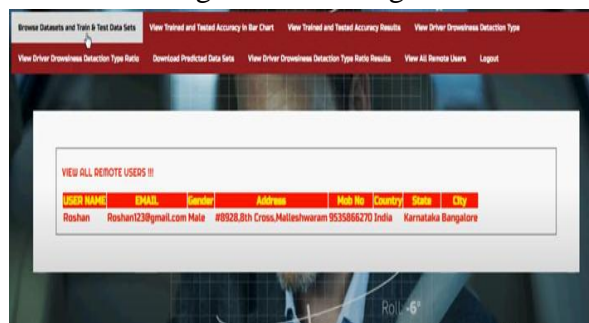 Browse Datasets and Train & Test Data Sets View Trained and Tested Accuracy in Bar Chart View Trained and Tested Accuracy Results View Driver Drowsiness Detection Type
View Driver Drowsiness Detection Type Ratio Download Predicted Data Sets View Driver Drowsiness Detection Type Ratio Results View All Remote Users Logout
VIEW ALL REMOTE USERS !!!
USER NAME EMAIL Gender Address Mob No Country State City
Roshan Roshan123@gmail.com Male #8928,8th Cross,Malleshwaram 9535866270 India Karnataka Bangalore
Roll -6°